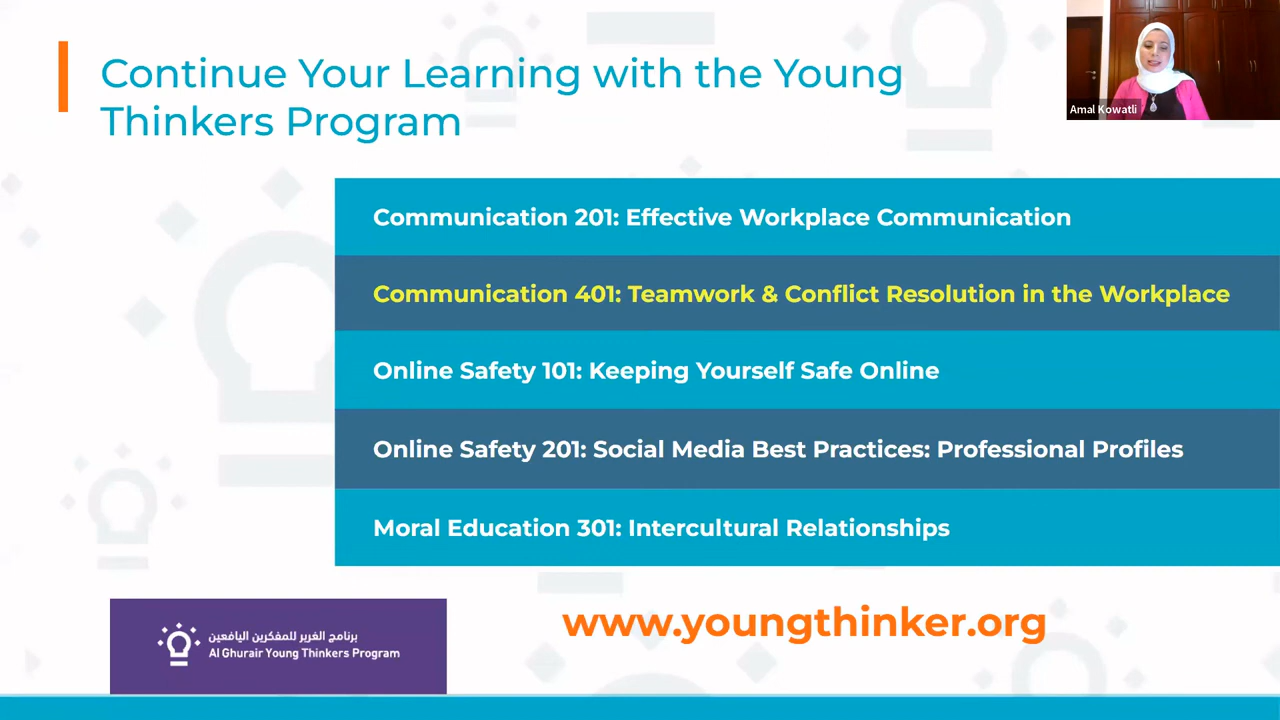 Continue Your Learning with the Young
Thinkers Program
Amal Kowatli
Communication 201: Effective Workplace Communication
Communication 401: Teamwork & Conflict Resolution in the Workplace
Online Safety 101: Keeping Yourself Safe Online
Online Safety 201: Social Media Best Practices: Professional Profiles
Moral Education 301: Intercultural Relationships
www.youngthinker.org
برنامج الغرير للمفكرين اليافعين
Al Ghurair Young Thinkers Program